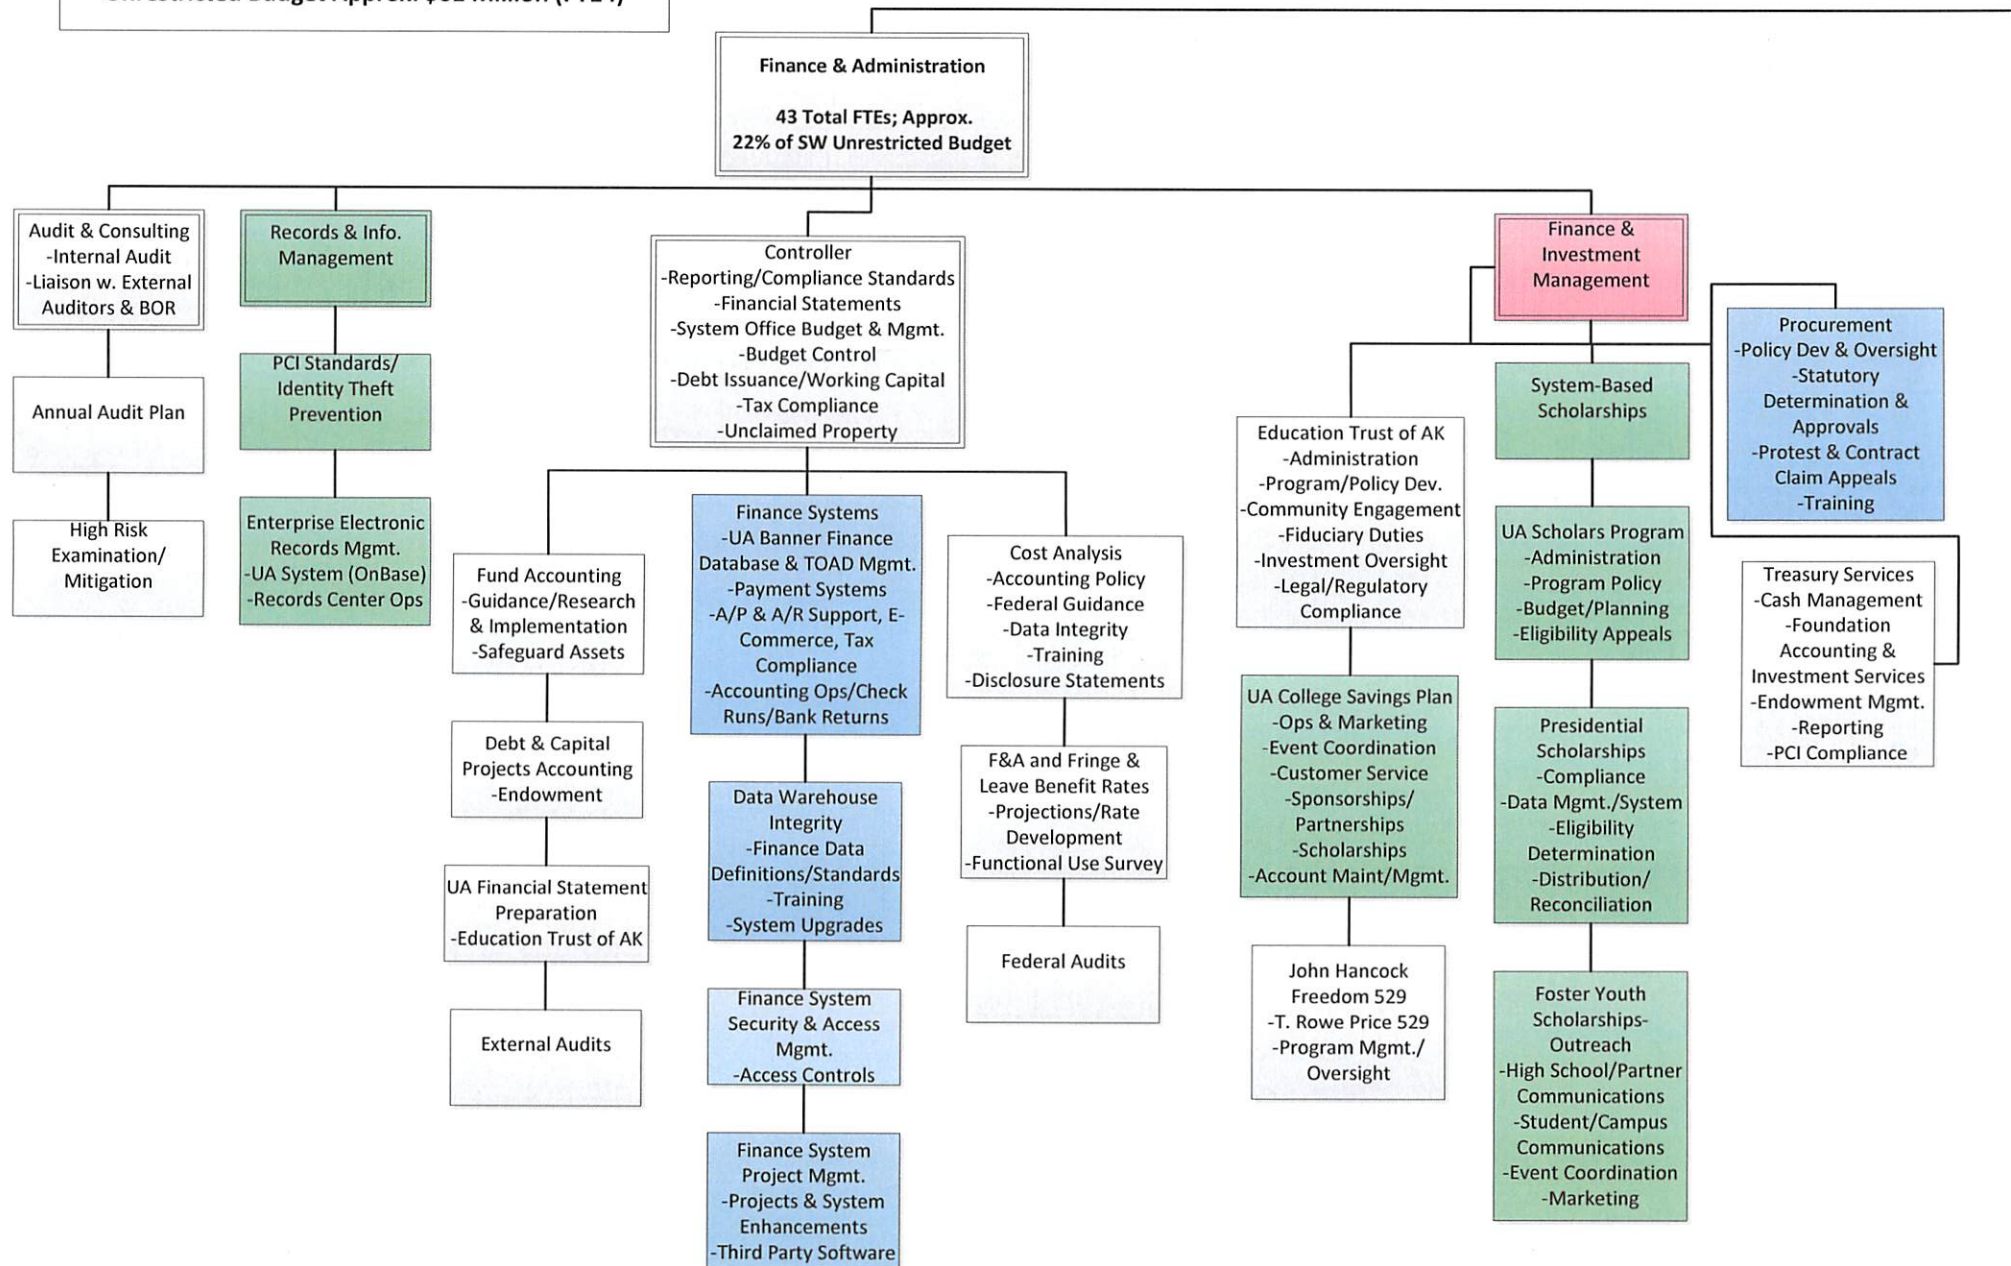 Finance & Administration
43 Total FTEs; Approx.
22% of SW Unrestricted Budget
Audit & Consulting
-Internal Audit
-Liaison w. External
Auditors & BOR
Annual Audit Plan
High Risk
Examination/
Mitigation
Records & Info.
Management
PCI Standards/
Identity Theft
Prevention
Enterprise Electronic
Records Mgmt.
-UA System (OnBase)
-Records Center Ops
Controller
-Reporting/Compliance Standards
-Financial Statements
-System Office Budget & Mgmt.
-Budget Control
-Debt Issuance/Working Capital
-Tax Compliance
-Unclaimed Property
Fund Accounting
-Guidance/Research
& Implementation
-Safeguard Assets
Debt & Capital
Projects Accounting
-Endowment
UA Financial Statement
Preparation
-Education Trust of AK
External Audits
Finance Systems
-UA Banner Finance
Database & TOAD Mgmt.
-Payment Systems
-A/P & A/R Support, E-
Commerce, Tax
Compliance
-Accounting Ops/Check
Runs/Bank Returns
Data Warehouse
Integrity
-Finance Data
Definitions/Standards
-Training
-System Upgrades
Finance System
Security & Access
Mgmt.
-Access Controls
Finance System
Project Mgmt.
-Projects & System
Enhancements
-Third Party Software
Cost Analysis
-Accounting Policy
-Federal Guidance
-Data Integrity
-Training
-Disclosure Statements
F&A and Fringe &
Leave Benefit Rates
-Projections/Rate
Development
-Functional Use Survey
Federal Audits
Finance &
Investment
Management
Education Trust of AK
-Administration
-Program/Policy Dev.
-Community Engagement
-Fiduciary Duties
-Investment Oversight
-Legal/Regulatory
Compliance
UA College Savings Plan
-Ops & Marketing
-Event Coordination
-Customer Service
-Sponsorships/
Partnerships
-Scholarships
-Account Maint/Mgmt.
John Hancock
Freedom 529
-T. Rowe Price 529
-Program Mgmt./
Oversight
System-Based
Scholarships
UA Scholars Program
-Administration
-Program Policy
-Budget/Planning
-Eligibility Appeals
Presidential
Scholarships
-Compliance
-Data Mgmt./System
-Eligibility
Determination
-Distribution/
Reconciliation
Foster Youth
Scholarships-
Outreach
-High School/Partner
Communications
-Student/Campus
Communications
-Event Coordination
-Marketing
Procurement
-Policy Dev & Oversight
-Statutory
Determination &
Approvals
-Protest & Contract
Claim Appeals
-Training
Treasury Services
-Cash Management
-Foundation
Accounting &
Investment Services
-Endowment Mgmt.
-Reporting
-PCI Compliance